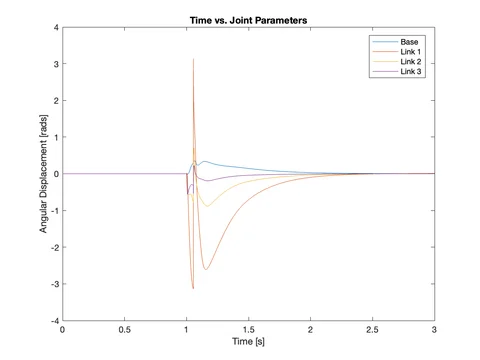 Time vs. Joint Parameters
4
3
2
1
0
-1
-2
-3
-4
Angular Displacement [rads]
Base
Link 1
Link 2
Link 3
0 0.5 1 1.5 2 2.5 3
Time [s]